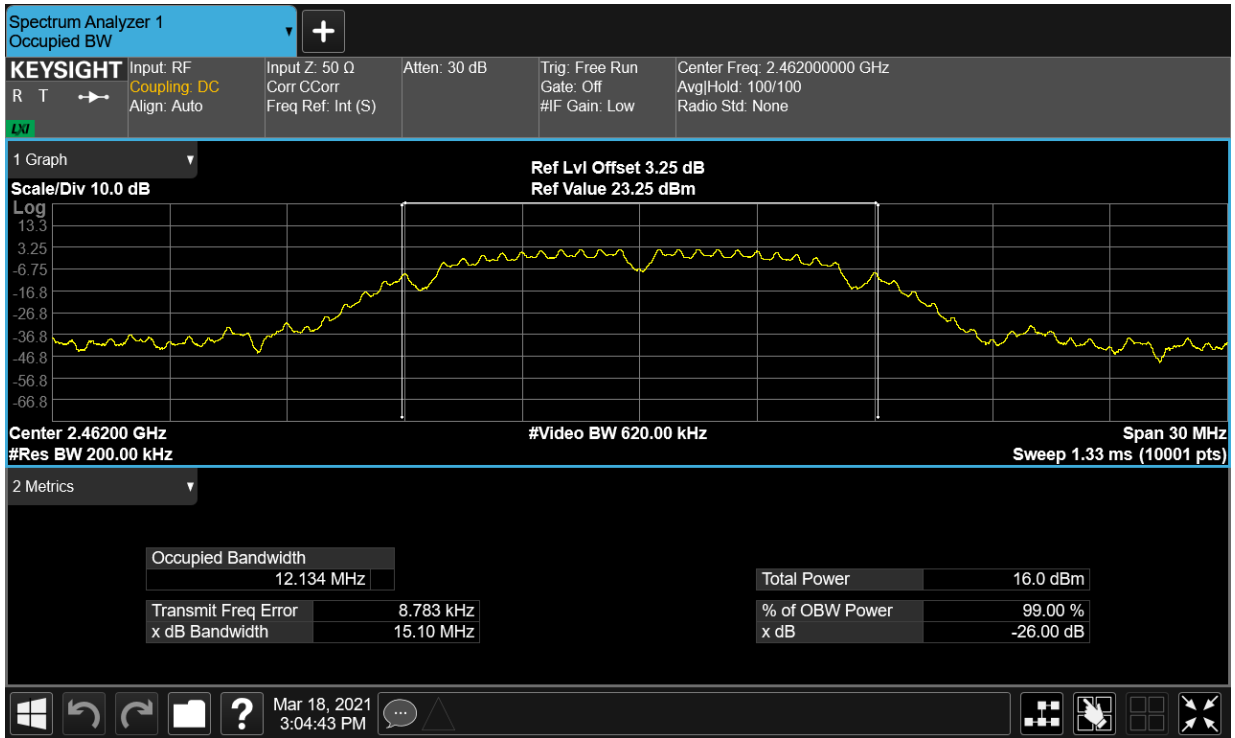 Spectrum Analyzer 1
Occupied BW
KEYSIGHT
R T
LXI
Input: RF
Coupling: DC
Align: Auto
Input Z: 50 Ω
Corr CCorr
Freq Ref: Int (S)
Atten: 30 dB
Trig: Free Run
Gate: Off
#IF Gain: Low
Center Freq: 2.462000000 GHz
Avg|Hold: 100/100
Radio Std: None
1 Graph
Ref Lvl Offset 3.25 dB
Scale/Div 10.0 dB
Ref Value 23.25 dBm
Log
13.3
3.25
-6.75
-16.8
-26.8
-36.8
-46.8
-56.8
-66.8
Center 2.46200 GHz
#Video BW 620.00 kHz
Span 30 MHz
#Res BW 200.00 kHz
Sweep 1.33 ms (10001 pts)
2 Metrics
Occupied Bandwidth
12.134 MHz
Total Power 16.0 dBm
Transmit Freq Error 8.783 kHz
% of OBW Power 99.00 %
x dB Bandwidth 15.10 MHz
x dB -26.00 dB
?
Mar 18, 2021
3:04:43 PM